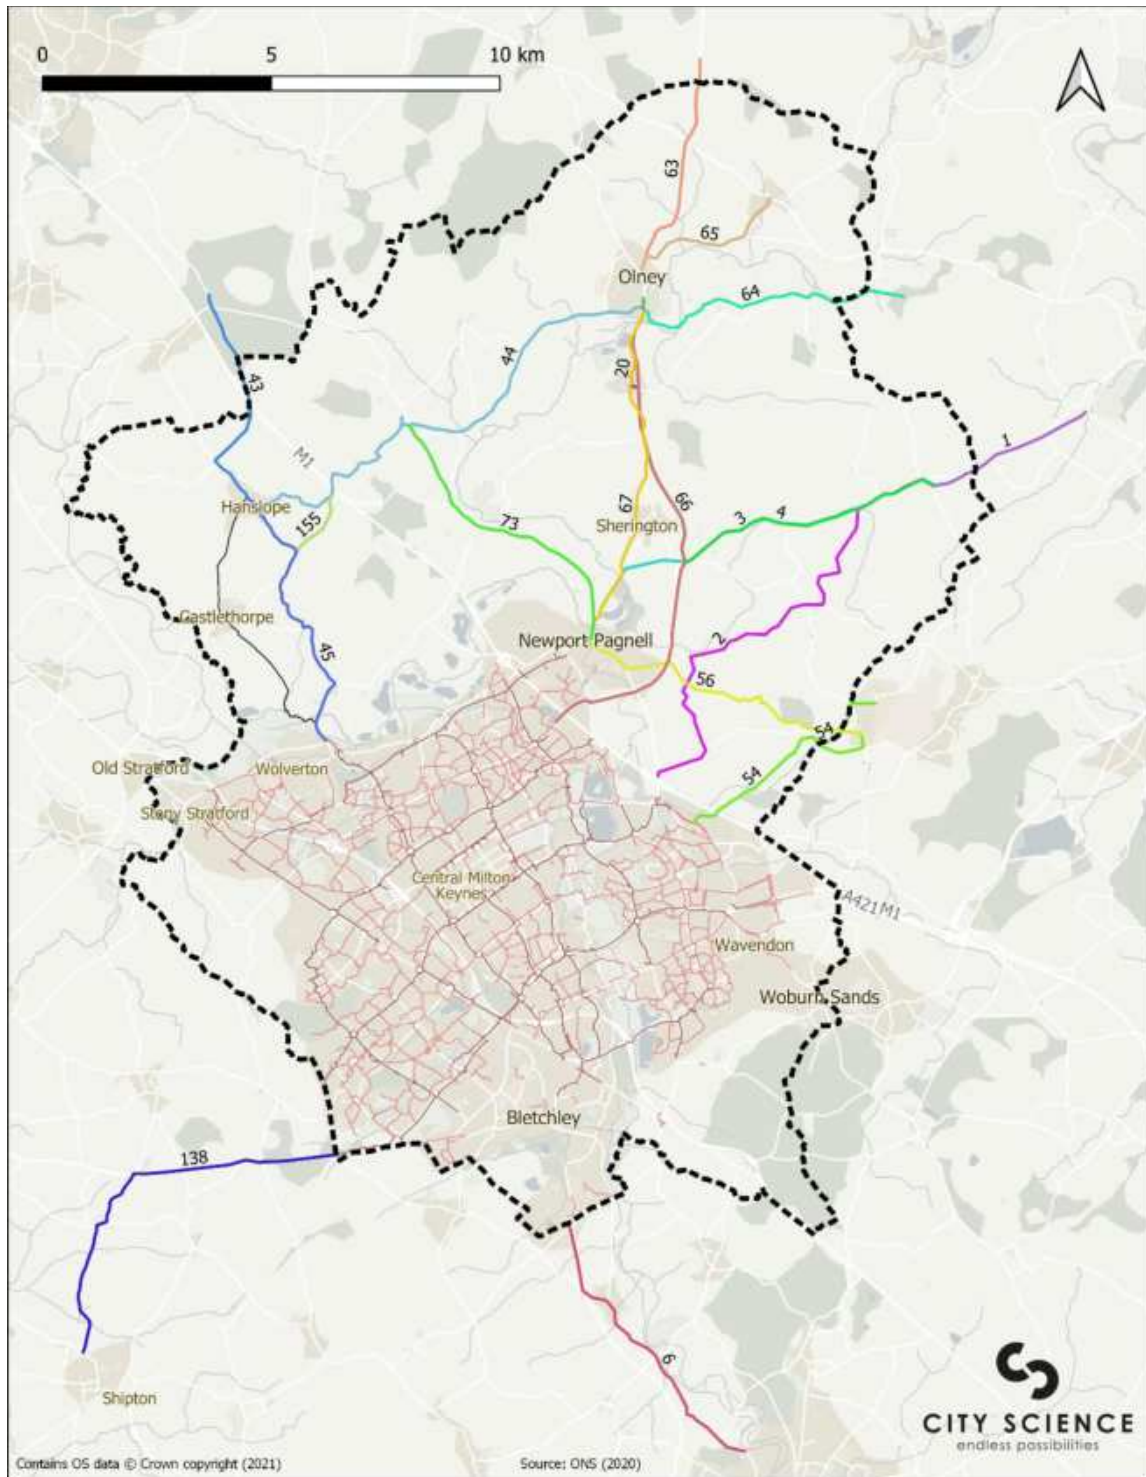 0 5 10 km
63
65
Olney
64
44
20
43
1
M1
Hanslope
155
73
67
66
Sherington
3
4
Castlethorpe
Newport Pagnell
2
45
56
54
54
Old Stratford
Wolverton
Stony Stratford
Central Milton
Keynes
A421M1
Wavendon
Woburn Sands
Bletchley
138
6
Shipton
CITY SCIENCE
endless possibilities
Contains OS data © Crown copyright (2021)
Source: ONS (2020)